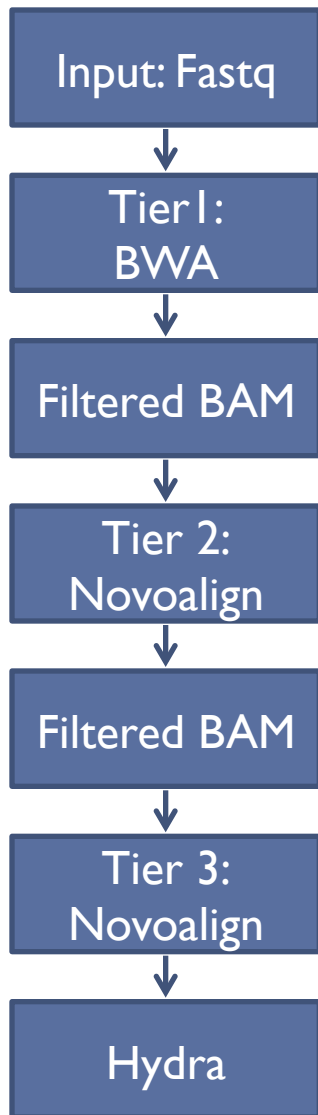 Input: Fastq
Tier1:
BWA
Filtered BAM
Tier 2:
Novoalign
Filtered BAM
Tier 3:
Novoalign
Hydra